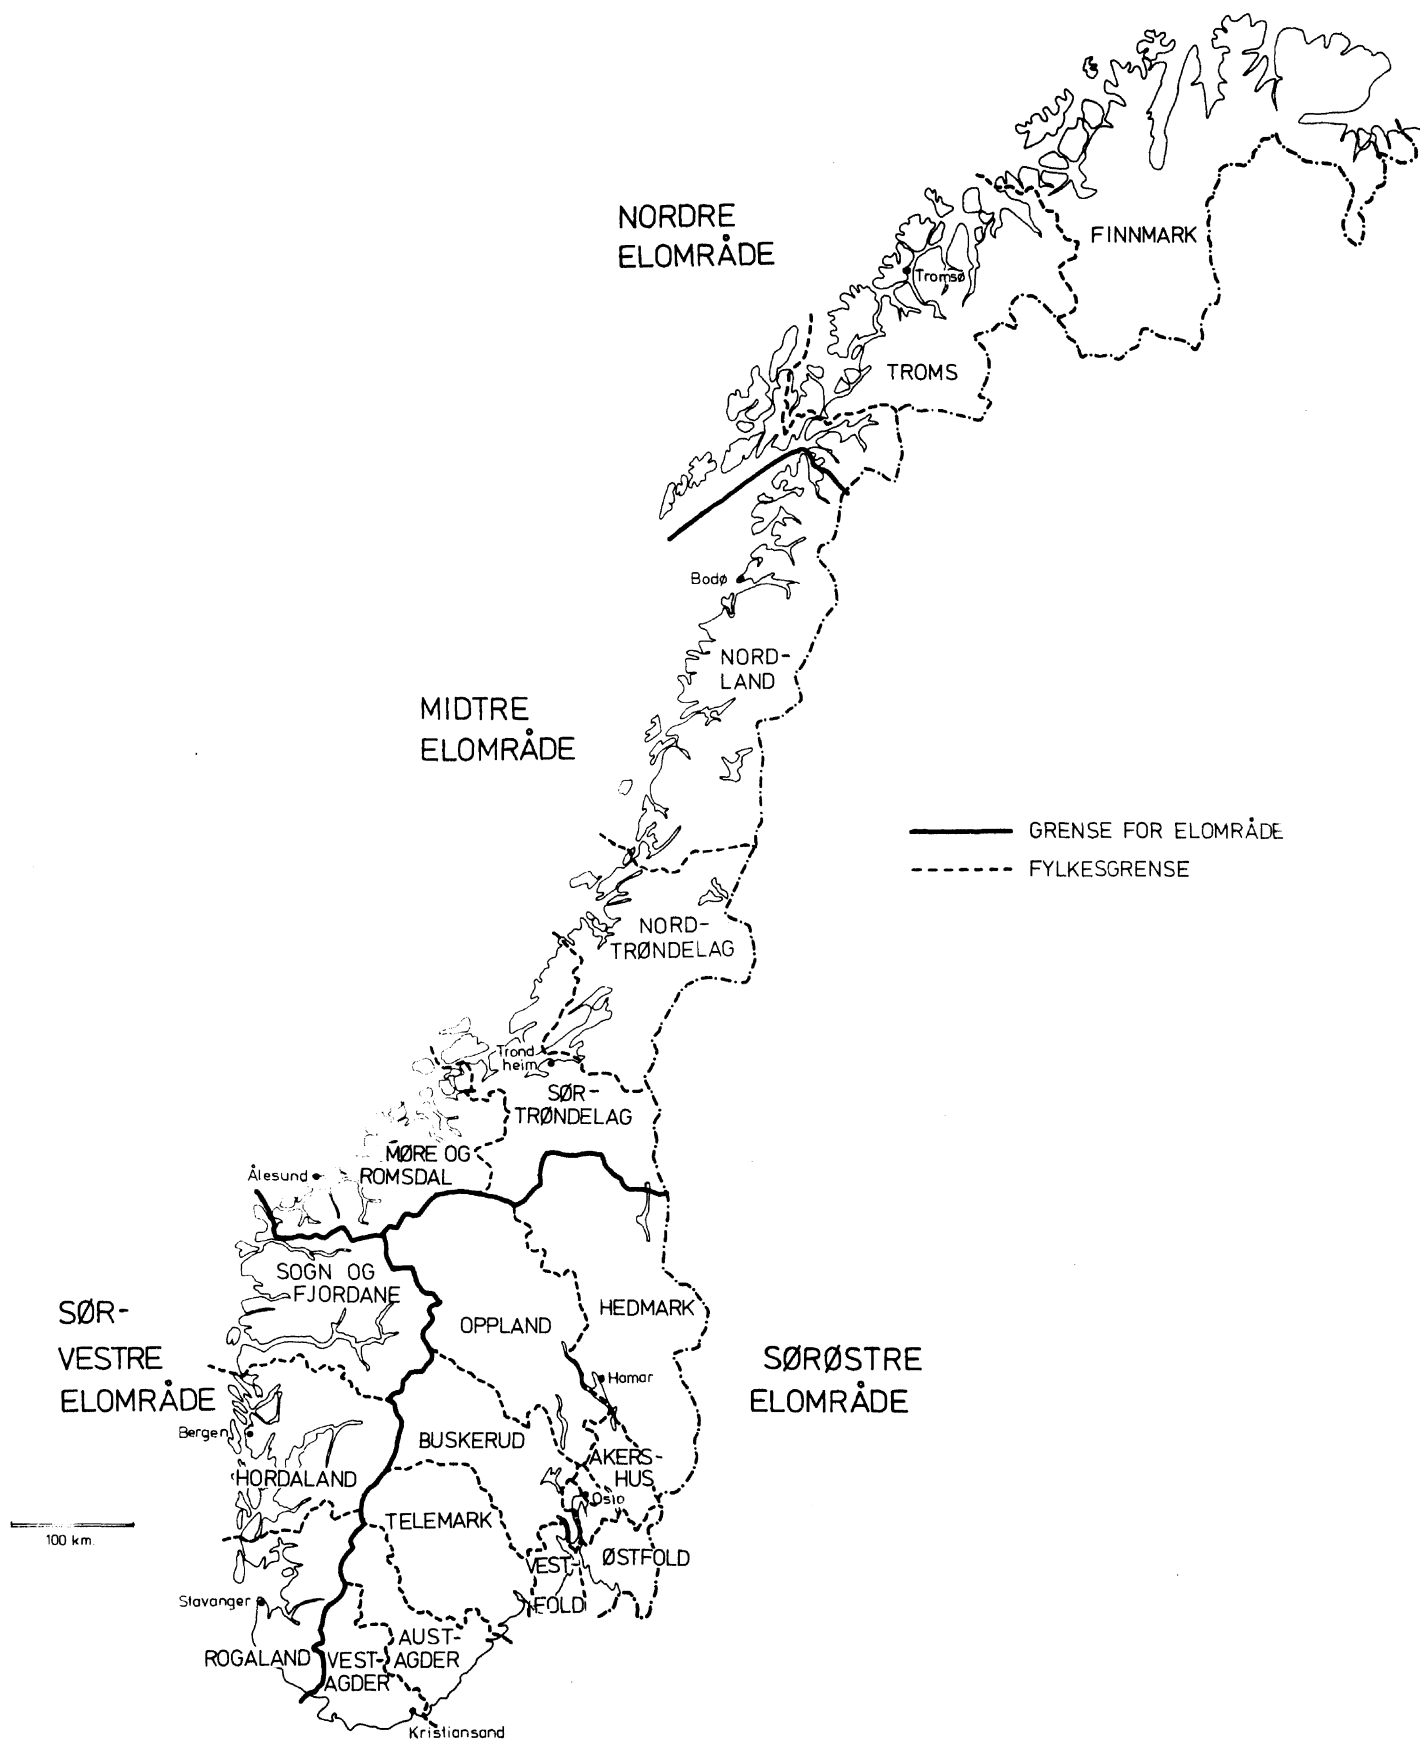 NORDRE
ELOMRÅDE
FINNMARK
Tromsø
TROMS
Bodø
NORD-
LAND
MIDTRE
ELOMRÅDE
GRENSE FOR ELOMRÅDE
FYLKESGRENSE
NORD-
TRØNDELAG
Trond
heim
SØR-
TRØNDELAG
MØRE OG
ROMSDAL
Ålesund
SOGN OG
FJORDANE
SØR-
VESTRE
ELOMRÅDE
HEDMARK
OPPLAND
SØRØSTRE
ELOMRÅDE
Hamar
Bergen
BUSKERUD
AKERS-
HUS
HORDALAND
Oslo
TELEMARK
100 km.
VEST-
FOLD
ØSTFOLD
Stavanger
ROGALAND
VEST-
AGDER
AUST-
AGDER
Kristiansand